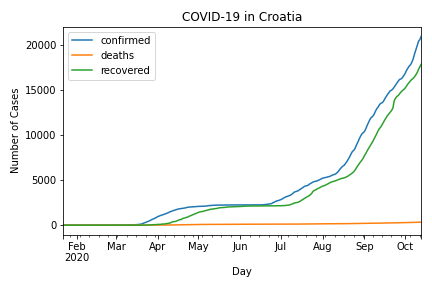 COVID-19 in Croatia
confirmed
deaths
recovered
Number of Cases
20000
15000
10000
5000
0
Feb Mar Apr May Jun Jul Aug Sep Oct
2020
Day